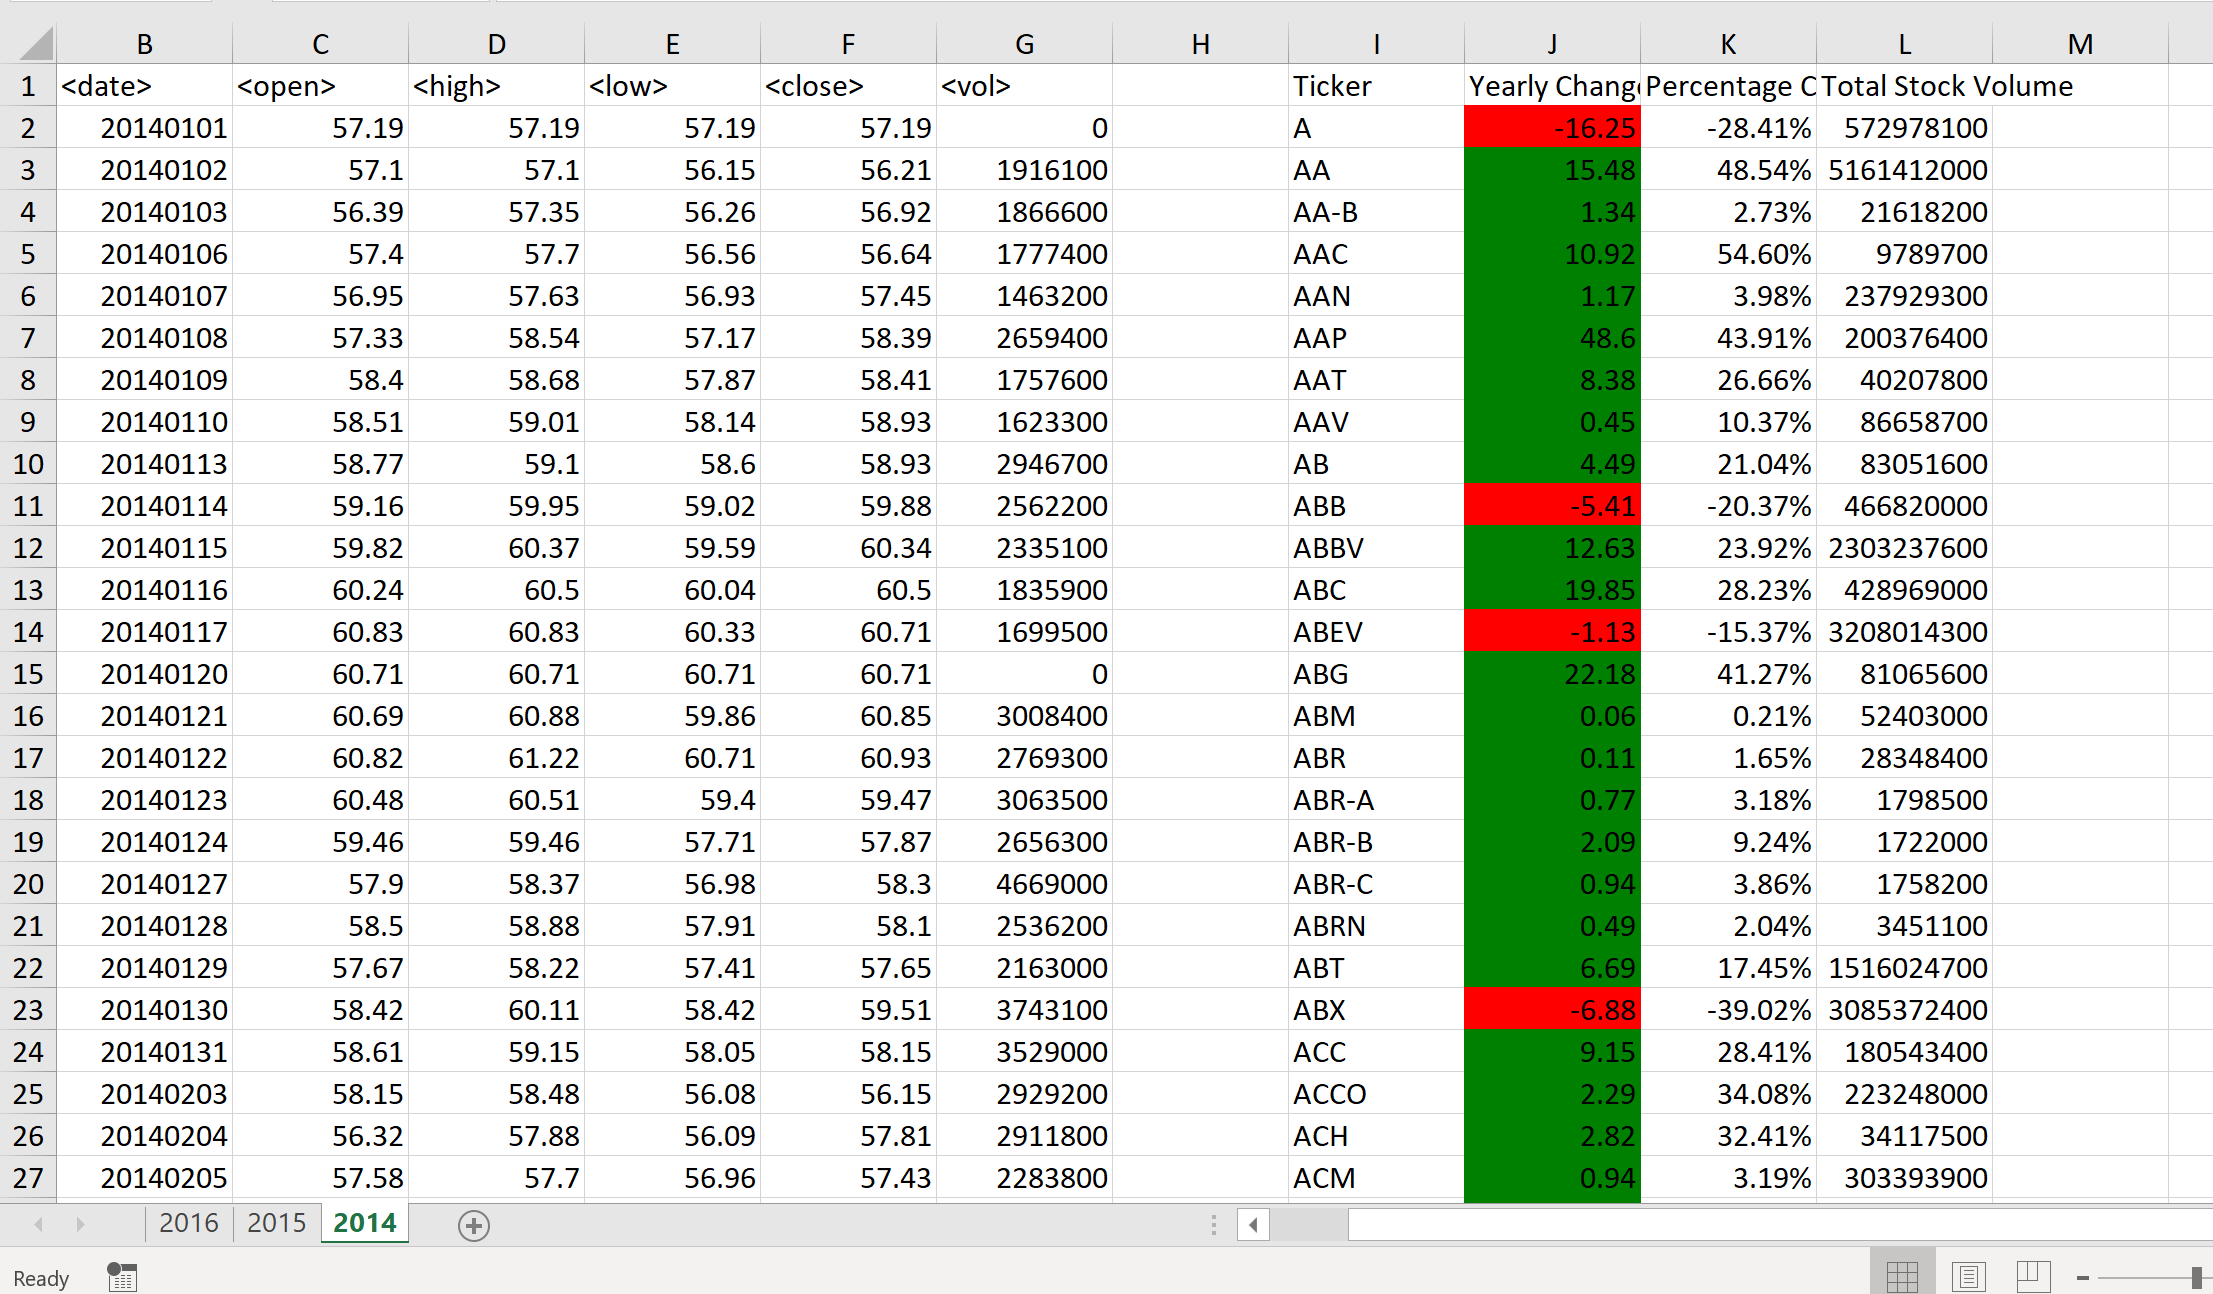 B C D E F G H I J K L M
1 <date> <open> <high> <low> <close> <vol> Ticker Yearly Change Percentage C Total Stock Volume
2 20140101 57.19 57.19 57.19 57.19 0 A -16.25 -28.41% 572978100
3 20140102 57.1 57.1 56.15 56.21 1916100 AA 15.48 48.54% 5161412000
4 20140103 56.39 57.35 56.26 56.92 1866600 AA-B 1.34 2.73% 21618200
5 20140106 57.4 57.7 56.56 56.64 1777400 AAC 10.92 54.60% 9789700
6 20140107 56.95 57.63 56.93 57.45 1463200 AAN 1.17 3.98% 237929300
7 20140108 57.33 58.54 57.17 58.39 2659400 AAP 48.6 43.91% 200376400
8 20140109 58.4 58.68 57.87 58.41 1757600 AAT 8.38 26.66% 40207800
9 20140110 58.51 59.01 58.14 58.93 1623300 AAV 0.45 10.37% 86658700
10 20140113 58.77 59.1 58.6 58.93 2946700 AB 4.49 21.04% 83051600
11 20140114 59.16 59.95 59.02 59.88 2562200 ABB -5.41 -20.37% 466820000
12 20140115 59.82 60.37 59.59 60.34 2335100 ABBV 12.63 23.92% 2303237600
13 20140116 60.24 60.5 60.04 60.5 1835900 ABC 19.85 28.23% 428969000
14 20140117 60.83 60.83 60.33 60.71 1699500 ABEV -1.13 -15.37% 3208014300
15 20140120 60.71 60.71 60.71 60.71 0 ABG 22.18 41.27% 81065600
16 20140121 60.69 60.88 59.86 60.85 3008400 ABM 0.06 0.21% 52403000
17 20140122 60.82 61.22 60.71 60.93 2769300 ABR 0.11 1.65% 28348400
18 20140123 60.48 60.51 59.4 59.47 3063500 ABR-A 0.77 3.18% 1798500
19 20140124 59.46 59.46 57.71 57.87 2656300 ABR-B 2.09 9.24% 1722000
20 20140127 57.9 58.37 56.98 58.3 4669000 ABR-C 0.94 3.86% 1758200
21 20140128 58.5 58.88 57.91 58.1 2536200 ABRN 0.49 2.04% 3451100
22 20140129 57.67 58.22 57.41 57.65 2163000 ABT 6.69 17.45% 1516024700
23 20140130 58.42 60.11 58.42 59.51 3743100 ABX -6.88 -39.02% 3085372400
24 20140131 58.61 59.15 58.05 58.15 3529000 ACC 9.15 28.41% 180543400
25 20140203 58.15 58.48 56.08 56.15 2929200 ACCO 2.29 34.08% 223248000
26 20140204 56.32 57.88 56.09 57.81 2911800 ACH 2.82 32.41% 34117500
27 20140205 57.58 57.7 56.96 57.43 2283800 ACM 0.94 3.19% 303393900
2016 2015 2014
Ready